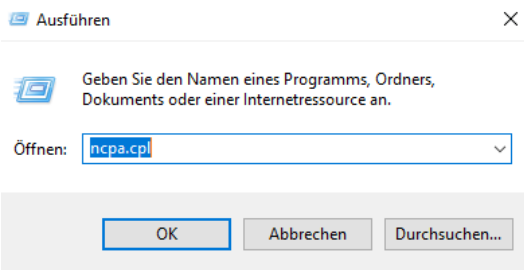 Ausführen
Geben Sie den Namen eines Programms, Ordners,
Dokuments oder einer Internetressource an.
Öffnen: ncpa.cpl
OK Abbrechen Durchsuchen...